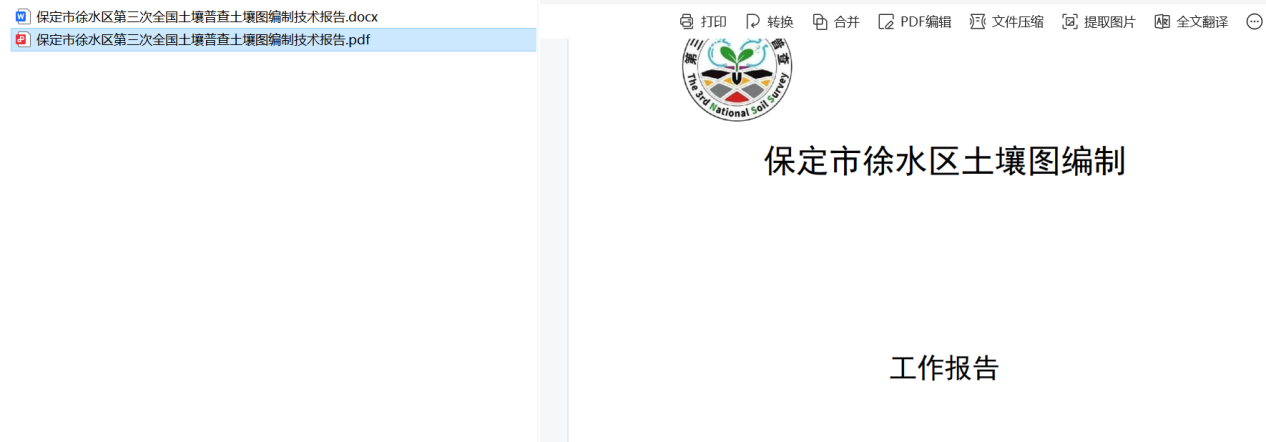 保定市徐水区第三次全国土壤普查土壤图编制技术报告.docx
保定市徐水区第三次全国土壤普查土壤图编制技术报告.pdf
打印 转换 合并 PDF编辑 文件压缩 提取图片 全文翻译
第三 普查
The 3rd National Soil Survey
保定市徐水区土壤图编制
工作报告